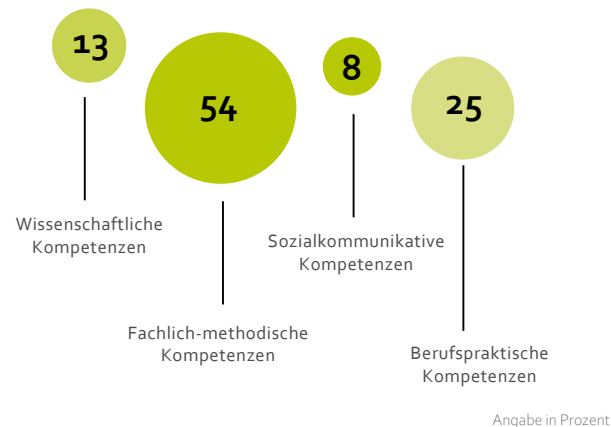 13
54
8
25
Wissenschaftliche
Kompetenzen
Fachlich-methodische
Kompetenzen
Sozialkommunikative
Kompetenzen
Berufspraktische
Kompetenzen
Angabe in Prozent